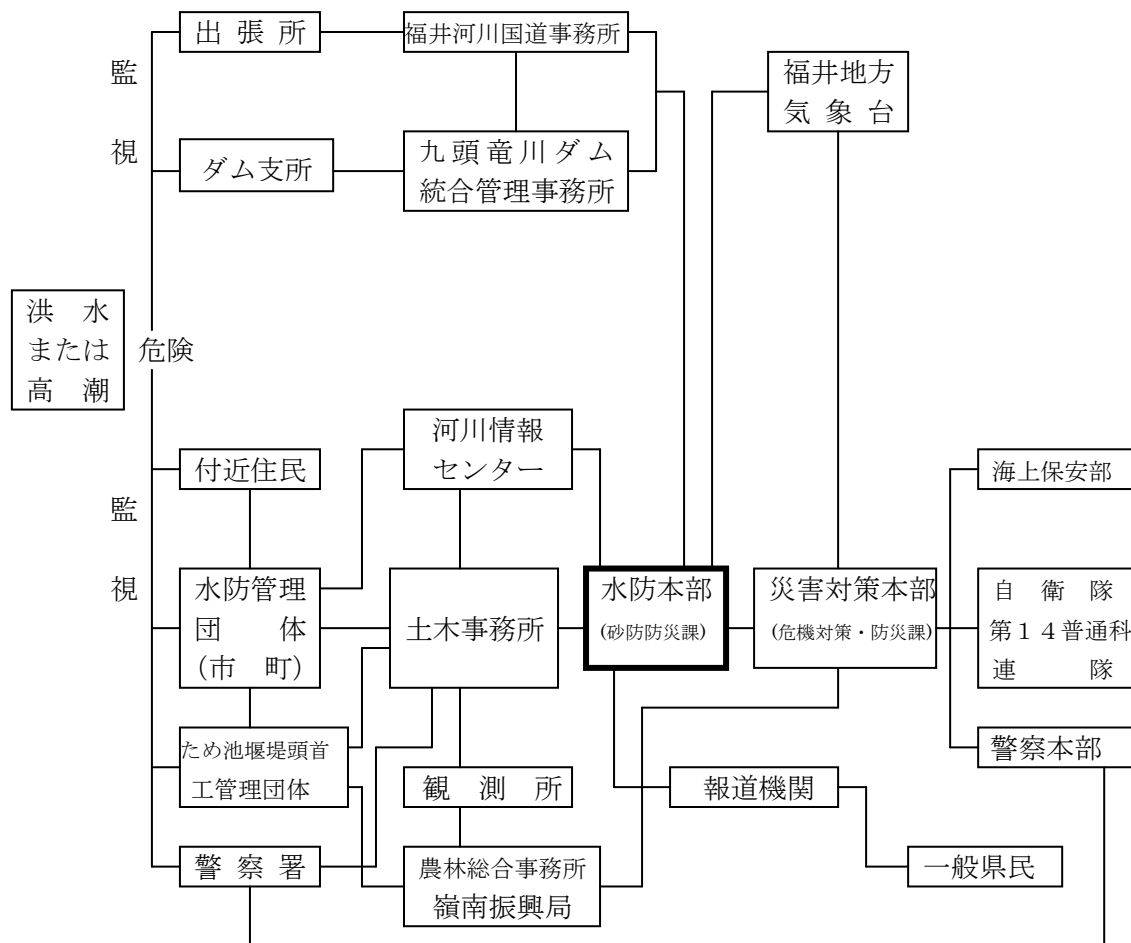 出張所
福井河川国道事務所
監
視
福井地方
気象台
ダム支所
九頭竜川ダム
統合管理事務所
洪水
または
高潮
危険
河川情報
センター
付近住民
海上保安部
監
視
水防管理
団体
(市町)
土木事務所
水防本部
(砂防防災課)
災害対策本部
(危機対策・防災課)
自衛隊
第14普通科
連隊
ため池堰堤頭首
工管理団体
観測所
報道機関
警察本部
警察署
農林総合事務所
嶺南振興局
一般県民